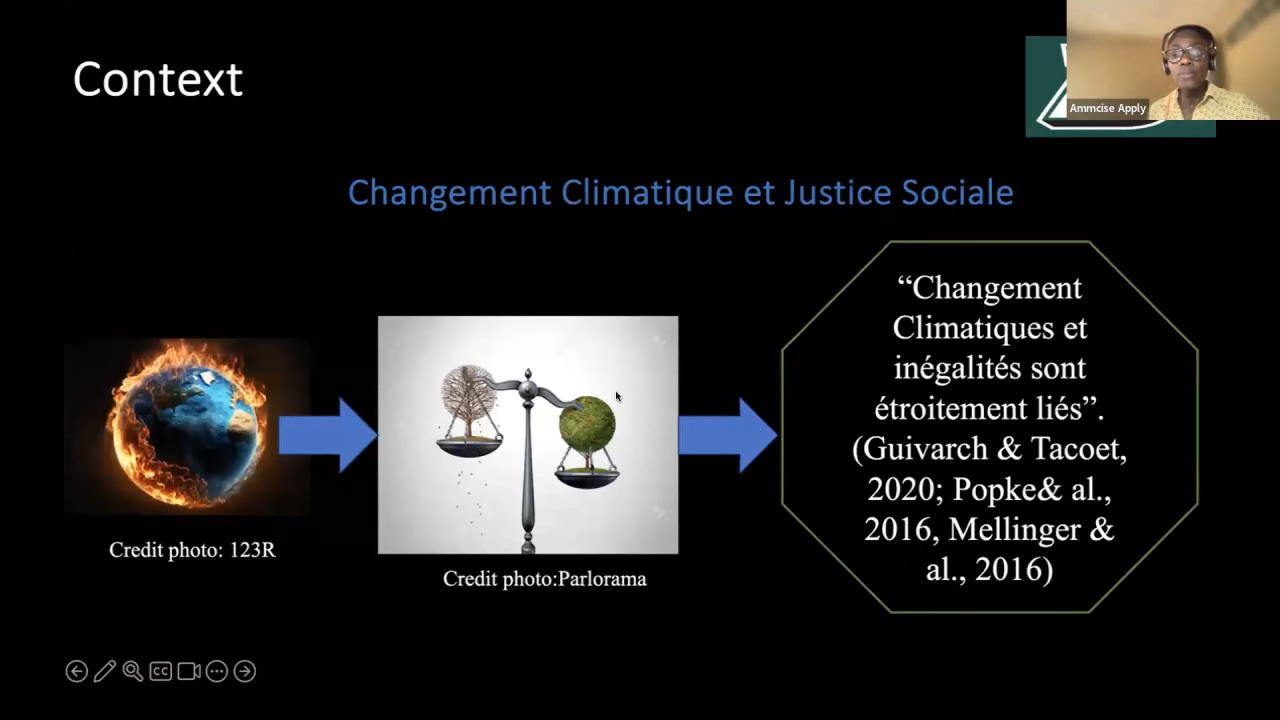 Context
Ammcise Apply
Changement Climatique et Justice Sociale
“Changement
Climatiques et
inégalités sont
étroitement liés”.
(Guivarch & Tacoet,
2020; Popke& al.,
2016, Mellinger &
al., 2016)
Credit photo: 123R
Credit photo:Parlorama
CC